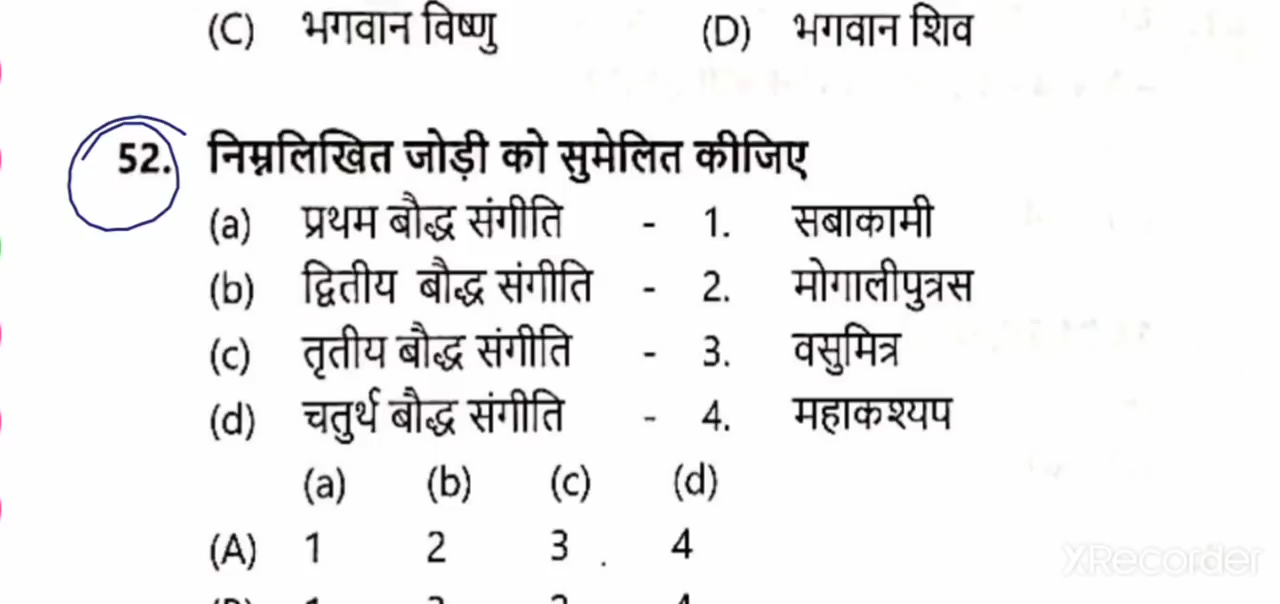 (C) भगवान विष्णु (D) भगवान शिव
52. निम्नलिखित जोड़ी को सुमेलित कीजिए
(a) प्रथम बौद्ध संगीति - 1. सबाकामी
(b) द्वितीय बौद्ध संगीति - 2. मोगालीपुत्रस
(c) तृतीय बौद्ध संगीति - 3. वसुमित्र
(d) चतुर्थ बौद्ध संगीति - 4. महाकश्यप
(a) (b) (c) (d)
(A) 1 2 3 4
XRecorder